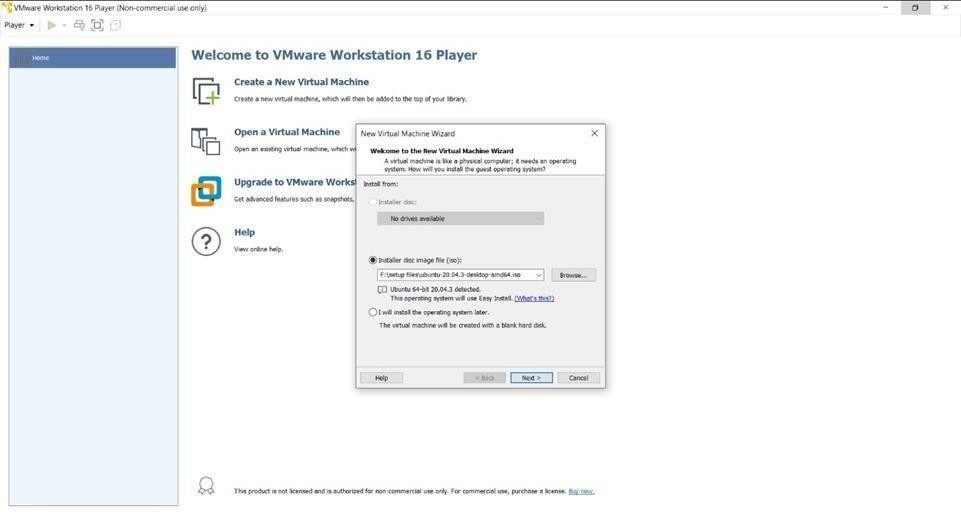 VMware Workstation 16 Player (Non-commercial use only)
Player
Home
Welcome to VMware Workstation 16 Player
Create a New Virtual Machine
Create a new virtual machine, which will then be added to the top of your library.
Open a Virtual Machine
Open an existing virtual machine, which w
Upgrade to VMware Workst
Get advanced features such as snapshots,
Help
View online help.
New Virtual Machine Wizard
Welcome to the New Virtual Machine Wizard
A virtual machine is like a physical computer; it needs an operating
system. How will you install the guest operating system?
Install from:
Installer disc:
No drives available
Installer disc image file (iso):
F:\setup files\ubuntu-20.04.3-desktop-amd64.iso
Browse...
Ubuntu 64-bit 20.04.3 detected.
This operating system will use Easy Install. (What's this?)
I will install the operating system later.
The virtual machine will be created with a blank hard disk.
Help
< Back
Next >
Cancel
This product is not licensed and is authorized for non-commercial use only. For commercial use, purchase a license. Buy now.